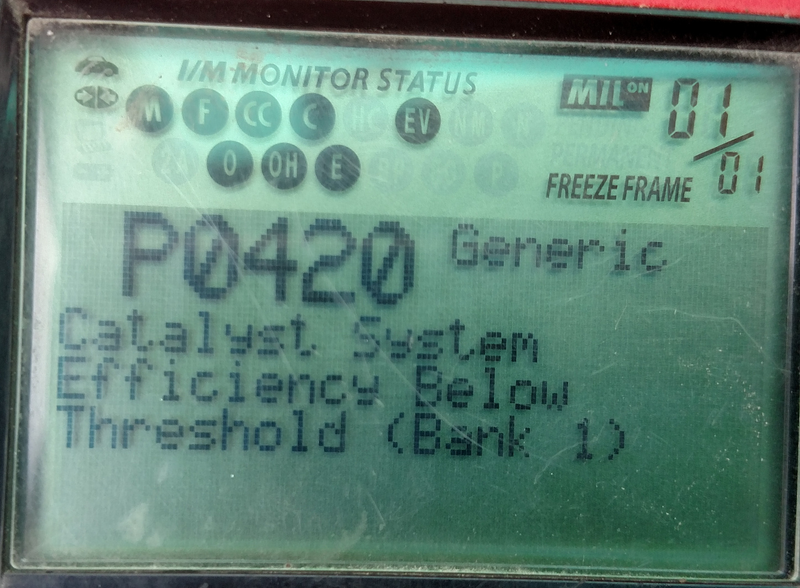 I/M MONITOR STATUS
MIL ON 01/01
M F CC C HC EV
O OH E
FREEZE FRAME
P0420 Generic
Catalyst System
Efficiency Below
Threshold (Bank 1)